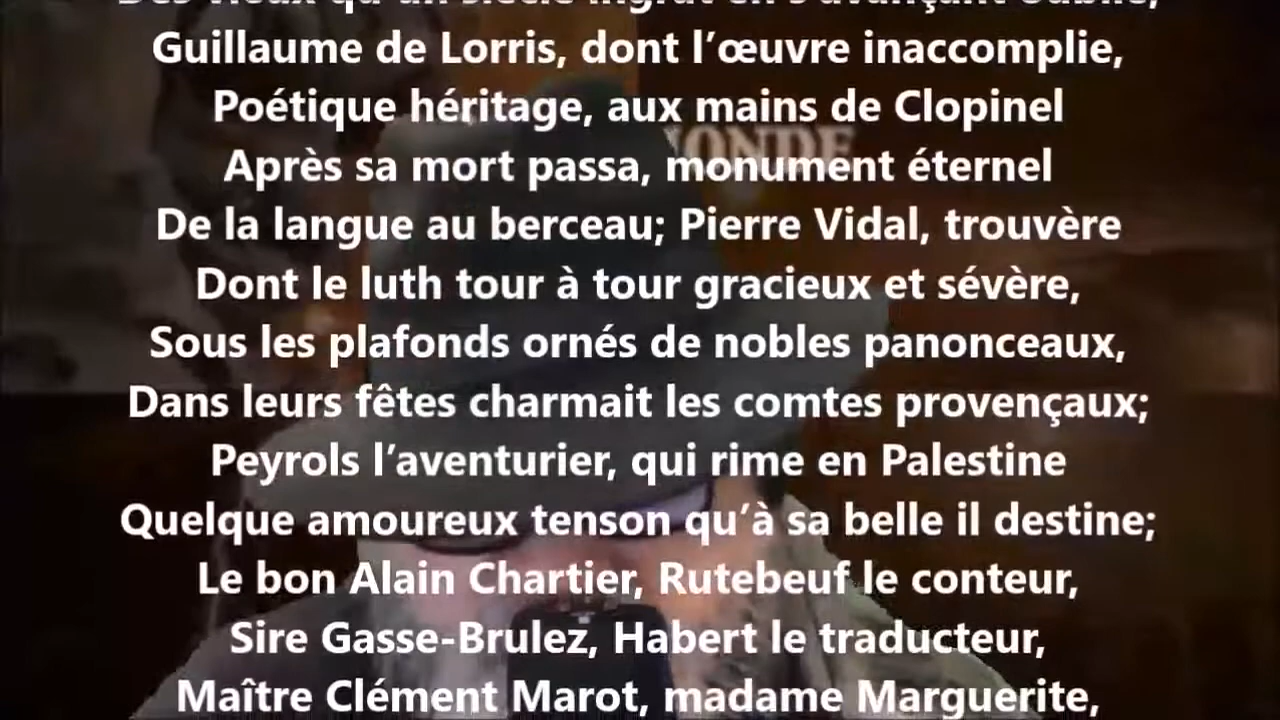 Des vieux qu'un siècle ingrat en s'avançant oublie,
Guillaume de Lorris, dont l’œuvre inaccomplie,
Poétique héritage, aux mains de Clopinel
Après sa mort passa, monument éternel
De la langue au berceau; Pierre Vidal, trouvère
Dont le luth tour à tour gracieux et sévère,
Sous les plafonds ornés de nobles panonceaux,
Dans leurs fêtes charmait les comtes provençaux;
Peyrols l’aventurier, qui rime en Palestine
Quelque amoureux tenson qu’à sa belle il destine;
Le bon Alain Chartier, Rutebeuf le conteur,
Sire Gasse-Brulez, Habert le traducteur,
Maître Clément Marot, madame Marguerite,